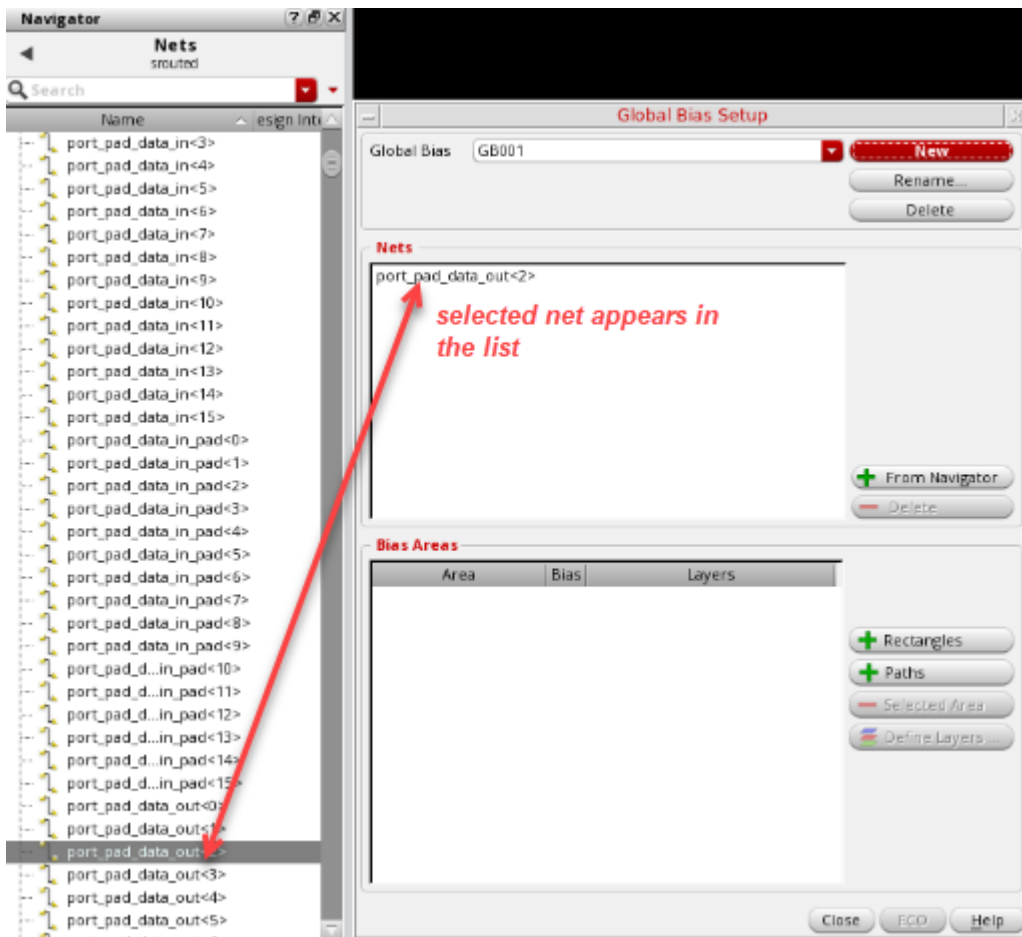 Navigator
Nets
srouted
Search
Name esign Inte
port_pad_data_in<3>
port_pad_data_in<4>
port_pad_data_in<5>
port_pad_data_in<6>
port_pad_data_in<7>
port_pad_data_in<8>
port_pad_data_in<9>
port_pad_data_in<10>
port_pad_data_in<11>
port_pad_data_in<12>
port_pad_data_in<13>
port_pad_data_in<14>
port_pad_data_in<15>
port_pad_data_in_pad<0>
port_pad_data_in_pad<1>
port_pad_data_in_pad<2>
port_pad_data_in_pad<3>
port_pad_data_in_pad<4>
port_pad_data_in_pad<5>
port_pad_data_in_pad<6>
port_pad_data_in_pad<7>
port_pad_data_in_pad<8>
port_pad_data_in_pad<9>
port_pad_d...in_pad<10>
port_pad_d...in_pad<11>
port_pad_d...in_pad<12>
port_pad_d...in_pad<13>
port_pad_d...in_pad<14>
port_pad_d...in_pad<15>
port_pad_data_out<0>
port_pad_data_out<1>
port_pad_data_out<2>
port_pad_data_out<3>
port_pad_data_out<4>
port_pad_data_out<5>
Global Bias Setup
Global Bias GB001 New
Rename...
Delete
Nets
port_pad_data_out<2>
selected net appears in
the list
From Navigator
Delete
Bias Areas
Area Bias Layers
Rectangles
Paths
Selected Area
Define Layers ...
Close ECO Help